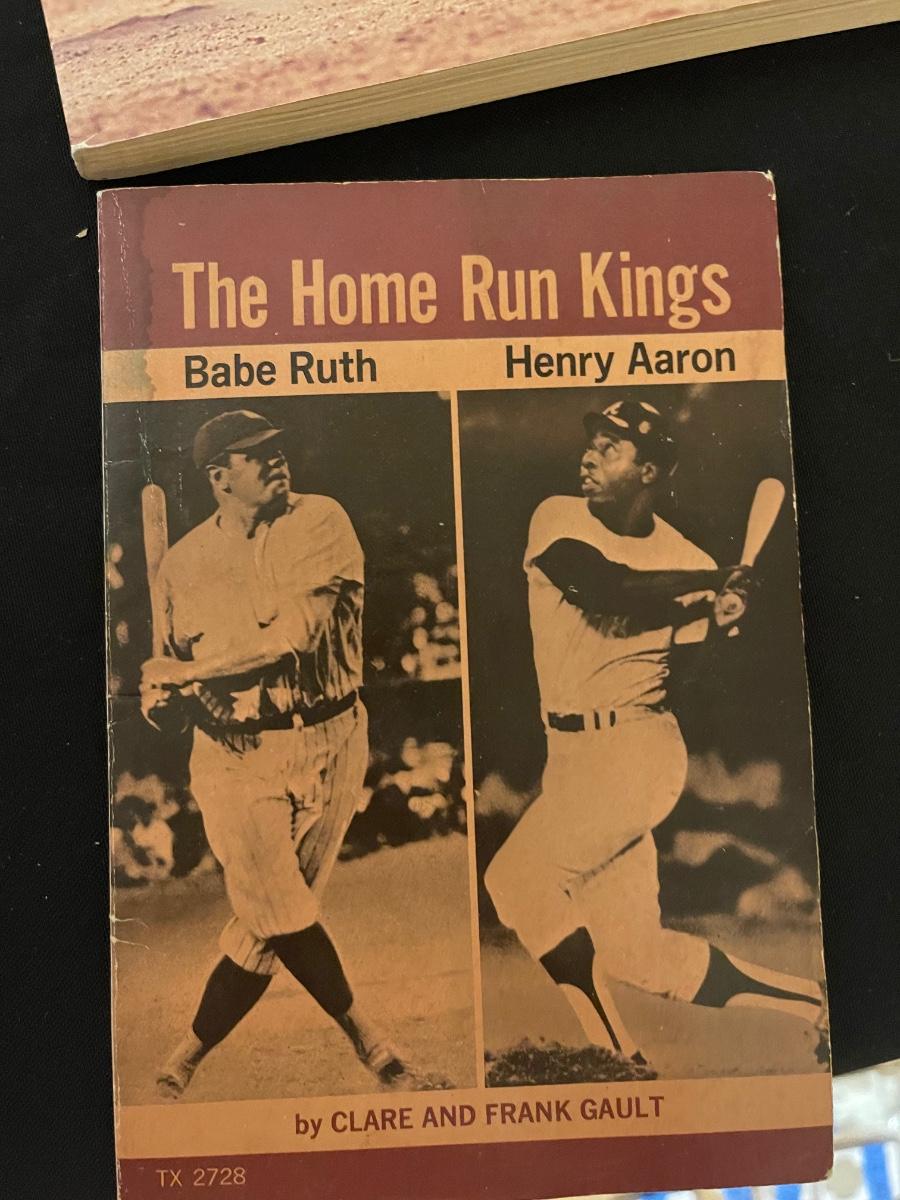 The Home Run Kings
Babe Ruth Henry Aaron
by CLARE AND FRANK GAULT
TX 2728